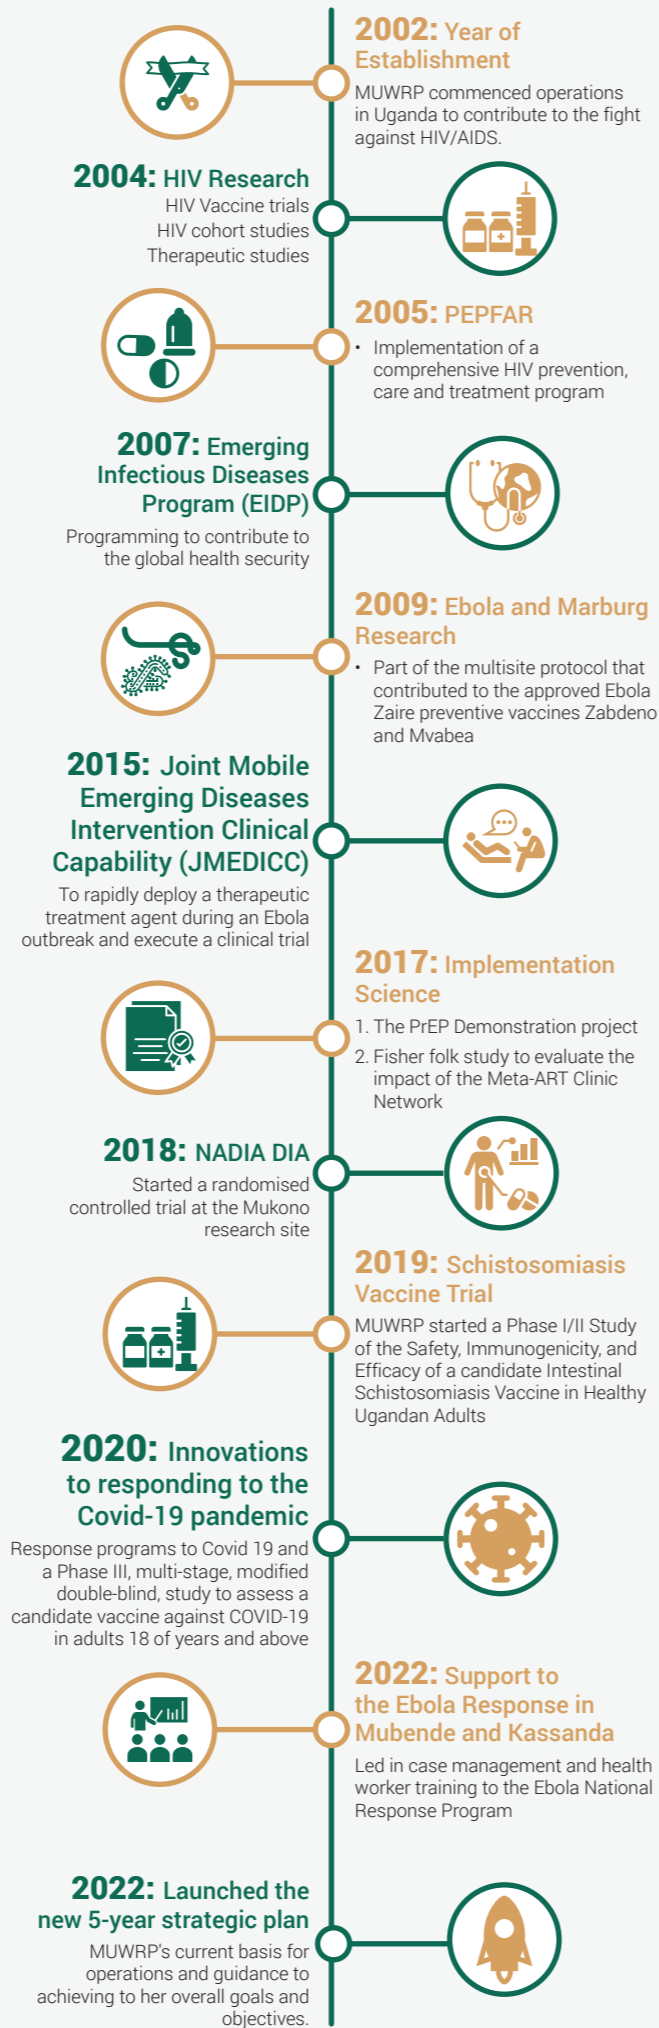 2002: Year of
Establishment
MUWRP commenced operations
in Uganda to contribute to the fight
against HIV/AIDS.
2004: HIV Research
HIV Vaccine trials
HIV cohort studies
Therapeutic studies
2005: PEPFAR
• Implementation of a
comprehensive HIV prevention,
care and treatment program
2007: Emerging
Infectious Diseases
Program (EIDP)
Programming to contribute to
the global health security
2009: Ebola and Marburg
Research
• Part of the multisite protocol that
contributed to the approved Ebola
Zaire preventive vaccines Zabdeno
and Mvabea
2015: Joint Mobile
Emerging Diseases
Intervention Clinical
Capability (JMEDICC)
To rapidly deploy a therapeutic
treatment agent during an Ebola
outbreak and execute a clinical trial
2017: Implementation
Science
1. The PrEP Demonstration project
2. Fisher folk study to evaluate the
impact of the Meta-ART Clinic
Network
2018: NADIA DIA
Started a randomised
controlled trial at the Mukono
research site
2019: Schistosomiasis
Vaccine Trial
MUWRP started a Phase I/II Study
of the Safety, Immunogenicity, and
Efficacy of a candidate Intestinal
Schistosomiasis Vaccine in Healthy
Ugandan Adults
2020: Innovations
to responding to the
Covid-19 pandemic
Response programs to Covid 19 and
a Phase III, multi-stage, modified
double-blind, study to assess a
candidate vaccine against COVID-19
in adults 18 of years and above
2022: Support to
the Ebola Response in
Mubende and Kassanda
Led in case management and health
worker training to the Ebola National
Response Program
2022: Launched the
new 5-year strategic plan
MUWRP's current basis for
operations and guidance to
achieving to her overall goals and
objectives.